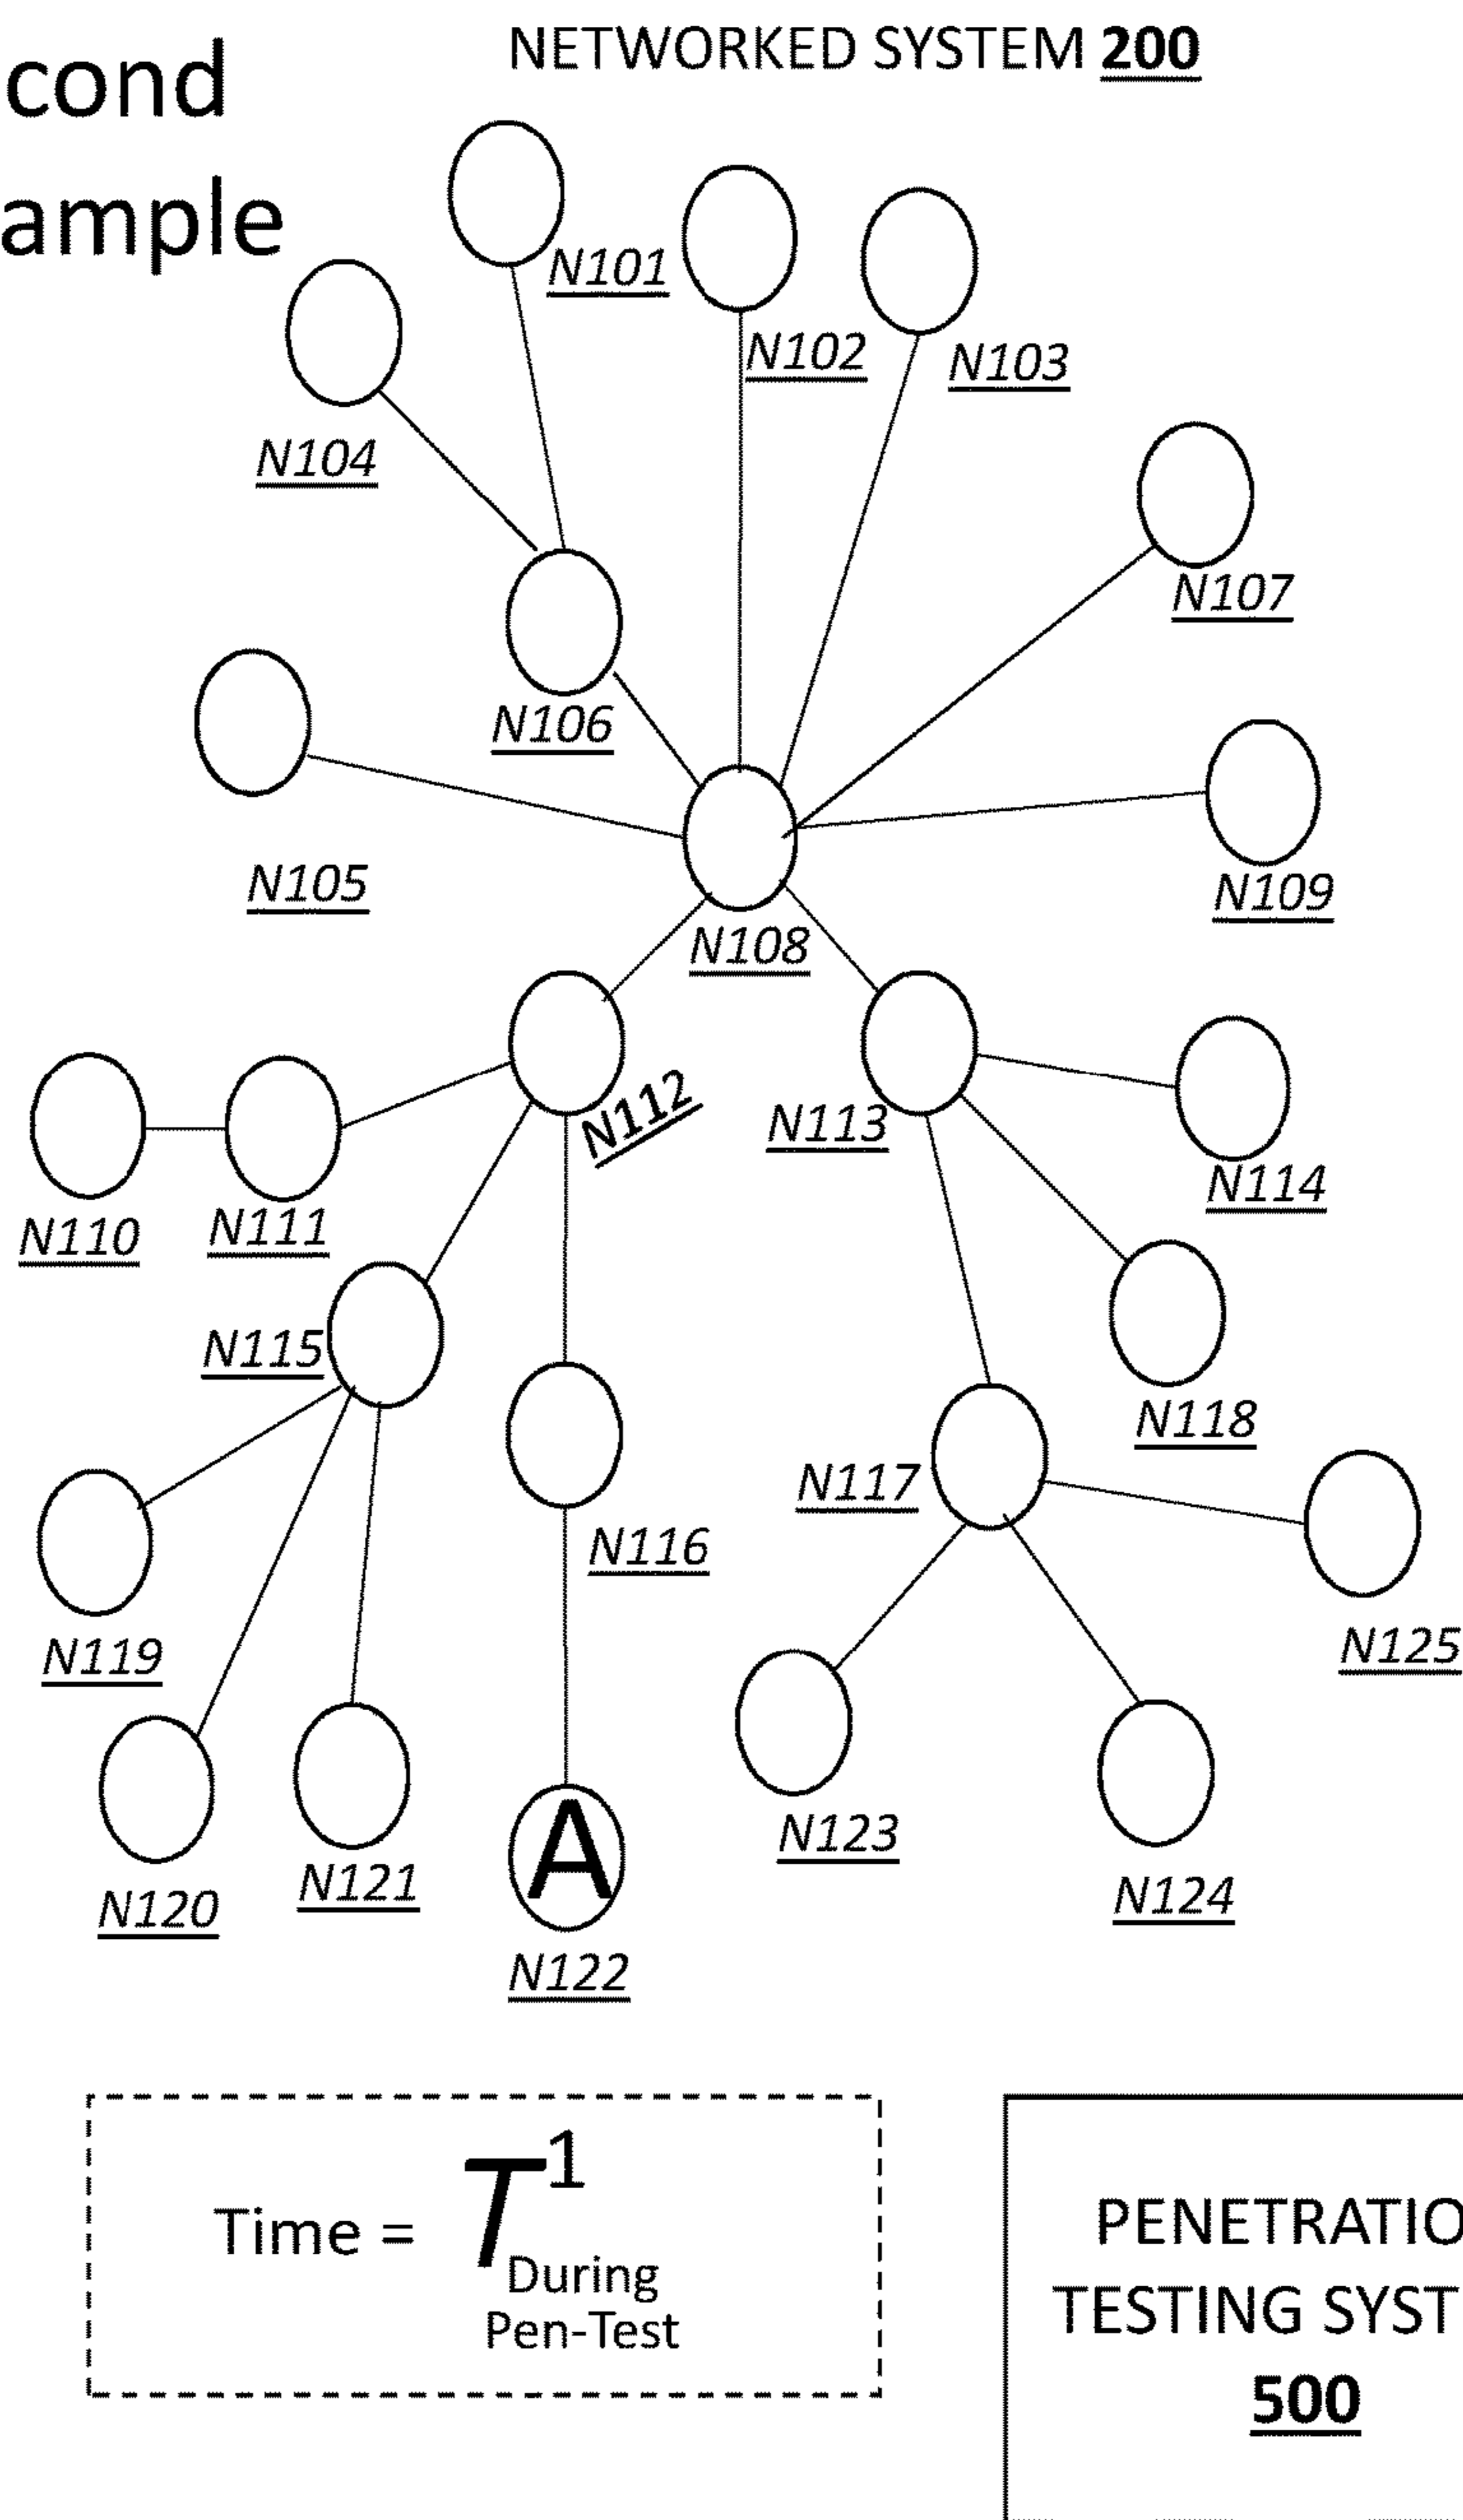 NETWORKED SYSTEM 200
cond
ample
N101
N102
N103
N104
N107
N106
N105
N109
N108
N112
N113
N114
N110
N111
N115
N118
N117
N116
N125
N119
N123
N121
N124
N120
N122
A
Time = T1
During
Pen-Test
PENETRATIO
TESTING SYST
500